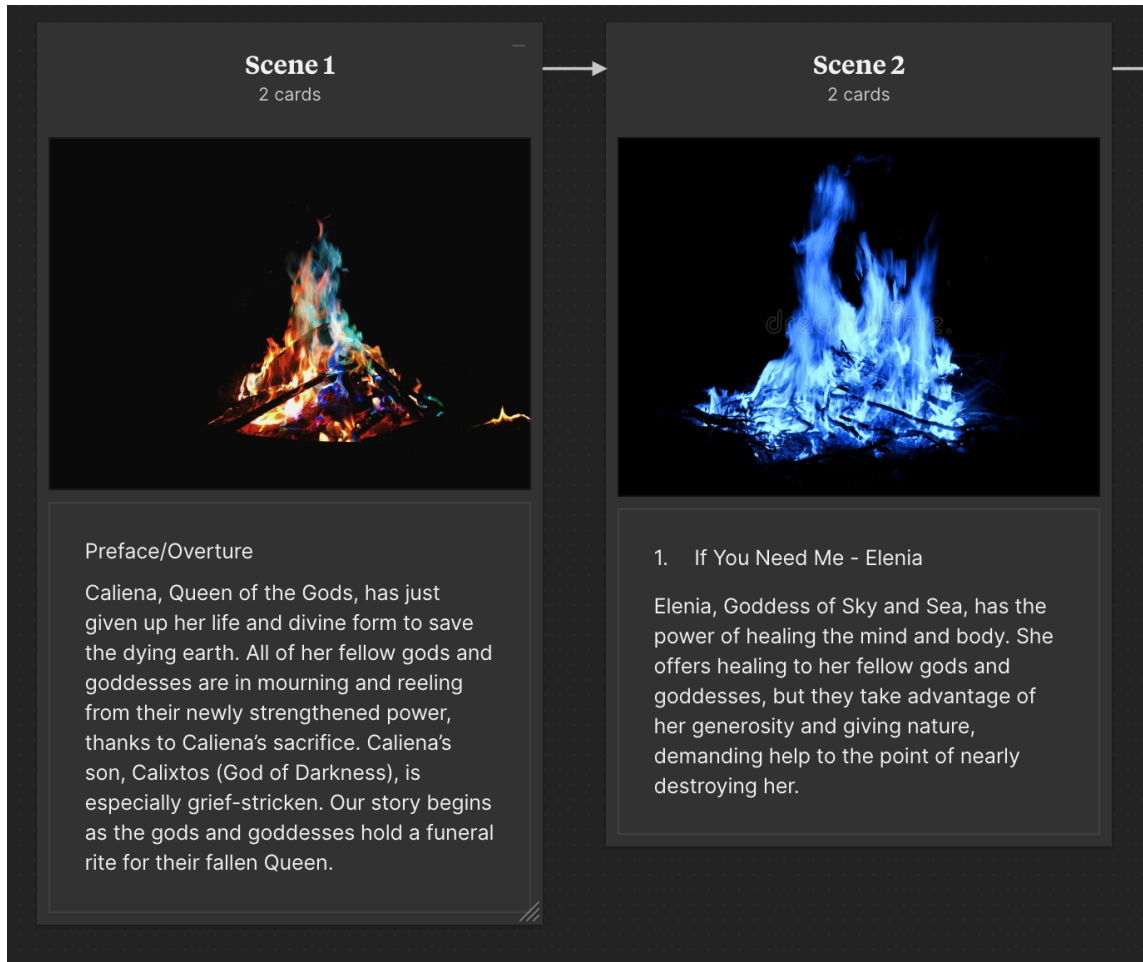 Scene 1
2 cards
Preface/Overture
Caliena, Queen of the Gods, has just
given up her life and divine form to save
the dying earth. All of her fellow gods and
goddesses are in mourning and reeling
from their newly strengthened power,
thanks to Caliena’s sacrifice. Caliena’s
son, Calixtos (God of Darkness), is
especially grief-stricken. Our story begins
as the gods and goddesses hold a funeral
rite for their fallen Queen.
Scene 2
2 cards
dreamstime.
1. If You Need Me - Elenia
Elenia, Goddess of Sky and Sea, has the
power of healing the mind and body. She
offers healing to her fellow gods and
goddesses, but they take advantage of
her generosity and giving nature,
demanding help to the point of nearly
destroying her.